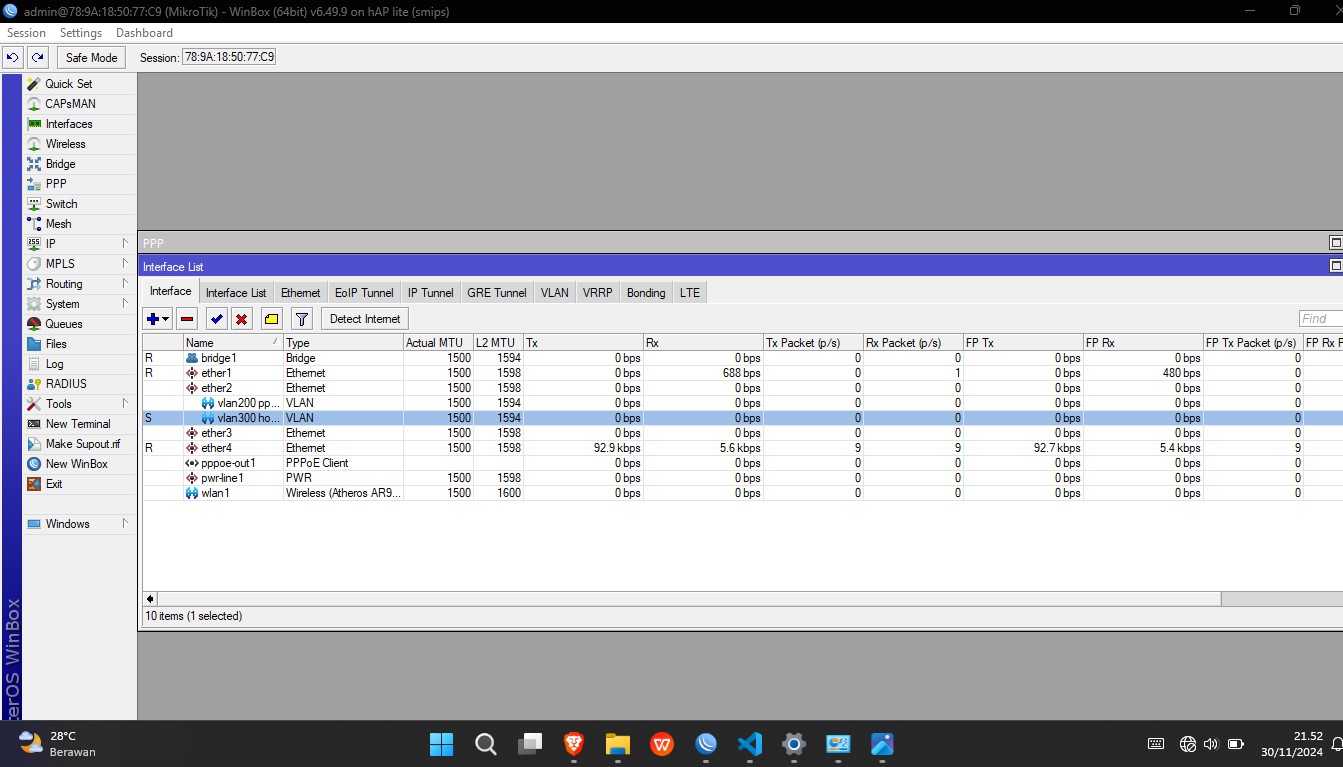 admin@78:9A:18:50:77:C9 (MikroTik) - WinBox (64bit) v6.49.9 on hAP lite (smips)
Session Settings Dashboard
Safe Mode Session: 78:9A:18:50:77:C9
Quick Set
CAPsMAN
Interfaces
Wireless
Bridge
PPP
Switch
Mesh
IP
MPLS
Routing
System
Queues
Files
Log
RADIUS
Tools
New Terminal
Make Supout.rif
New WinBox
Exit
Windows
terOS WinBox
PPP
Interface List
Interface Interface List Ethernet EoIP Tunnel IP Tunnel GRE Tunnel VLAN VRRP Bonding LTE
Detect Internet Find
Name Type Actual MTU L2 MTU Tx Rx Tx Packet (p/s) Rx Packet (p/s) FP Tx FP Rx FP Tx Packet (p/s) FP Rx P
R bridge1 Bridge 1500 1594 0 bps 0 bps 0 0 0 bps 0 bps 0
R ether1 Ethernet 1500 1598 0 bps 688 bps 0 1 0 bps 480 bps 0
ether2 Ethernet 1500 1598 0 bps 0 bps 0 0 0 bps 0 bps 0
vlan200 pp... VLAN 1500 1594 0 bps 0 bps 0 0 0 bps 0 bps 0
S vlan300 ho... VLAN 1500 1594 0 bps 0 bps 0 0 0 bps 0 bps 0
ether3 Ethernet 1500 1598 0 bps 0 bps 0 0 0 bps 0 bps 0
R ether4 Ethernet 1500 1598 92.9 kbps 5.6 kbps 9 9 92.7 kbps 5.4 kbps 9
pppoe-out1 PPPoE Client 0 bps 0 bps 0 0 0 bps 0 bps 0
pwr-line1 PWR 1500 1598 0 bps 0 bps 0 0 0 bps 0 bps 0
wlan1 Wireless (Atheros AR9... 1500 1600 0 bps 0 bps 0 0 0 bps 0 bps 0
10 items (1 selected)
28°C
Berawan
21.52
30/11/2024